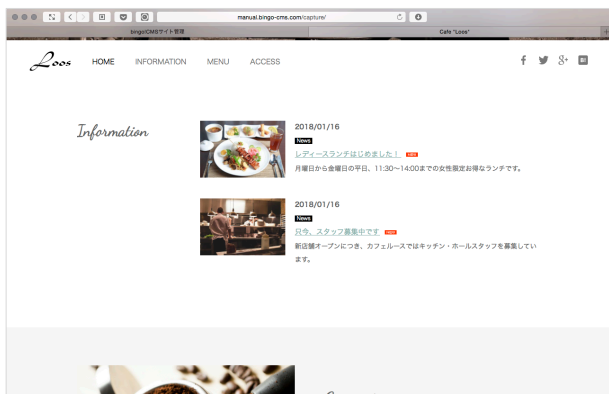 manual.bingo-cms.com/capture/
bingo!CMSサイト管理
Cafe "Loos"
Loos HOME INFORMATION MENU ACCESS
Information
2018/01/16
News
レディースランチはじめました！ new
月曜日から金曜日の平日、11:30〜14:00までの女性限定お得なランチです。
2018/01/16
News
只今、スタッフ募集中です new
新店舗オープンにつき、カフェルースではキッチン・ホールスタッフを募集してい
ます。